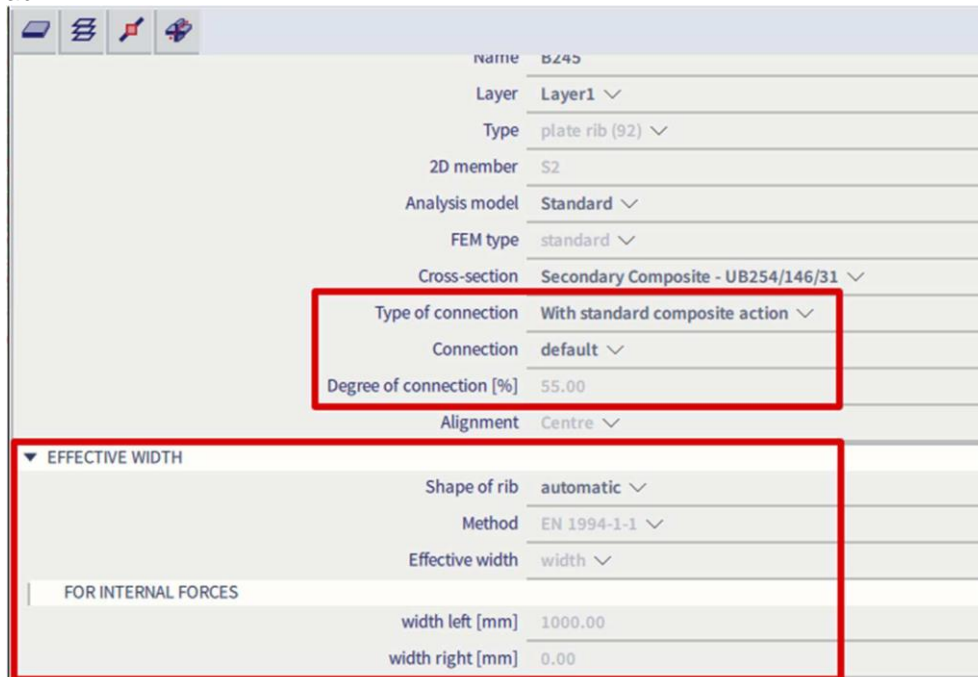 Name B245
Layer Layer1
Type plate rib (92)
2D member S2
Analysis model Standard
FEM type standard
Cross-section Secondary Composite - UB254/146/31
Type of connection With standard composite action
Connection default
Degree of connection [%] 55.00
Alignment Centre
EFFECTIVE WIDTH
Shape of rib automatic
Method EN 1994-1-1
Effective width width
FOR INTERNAL FORCES
width left [mm] 1000.00
width right [mm] 0.00